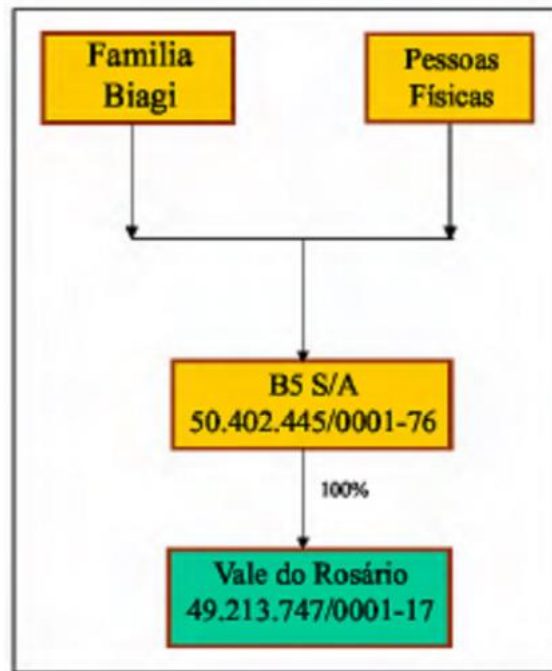 Familia
Biagi
Pessoas
Físicas
B5 S/A
50.402.445/0001-76
100%
Vale do Rosário
49.213.747/0001-17